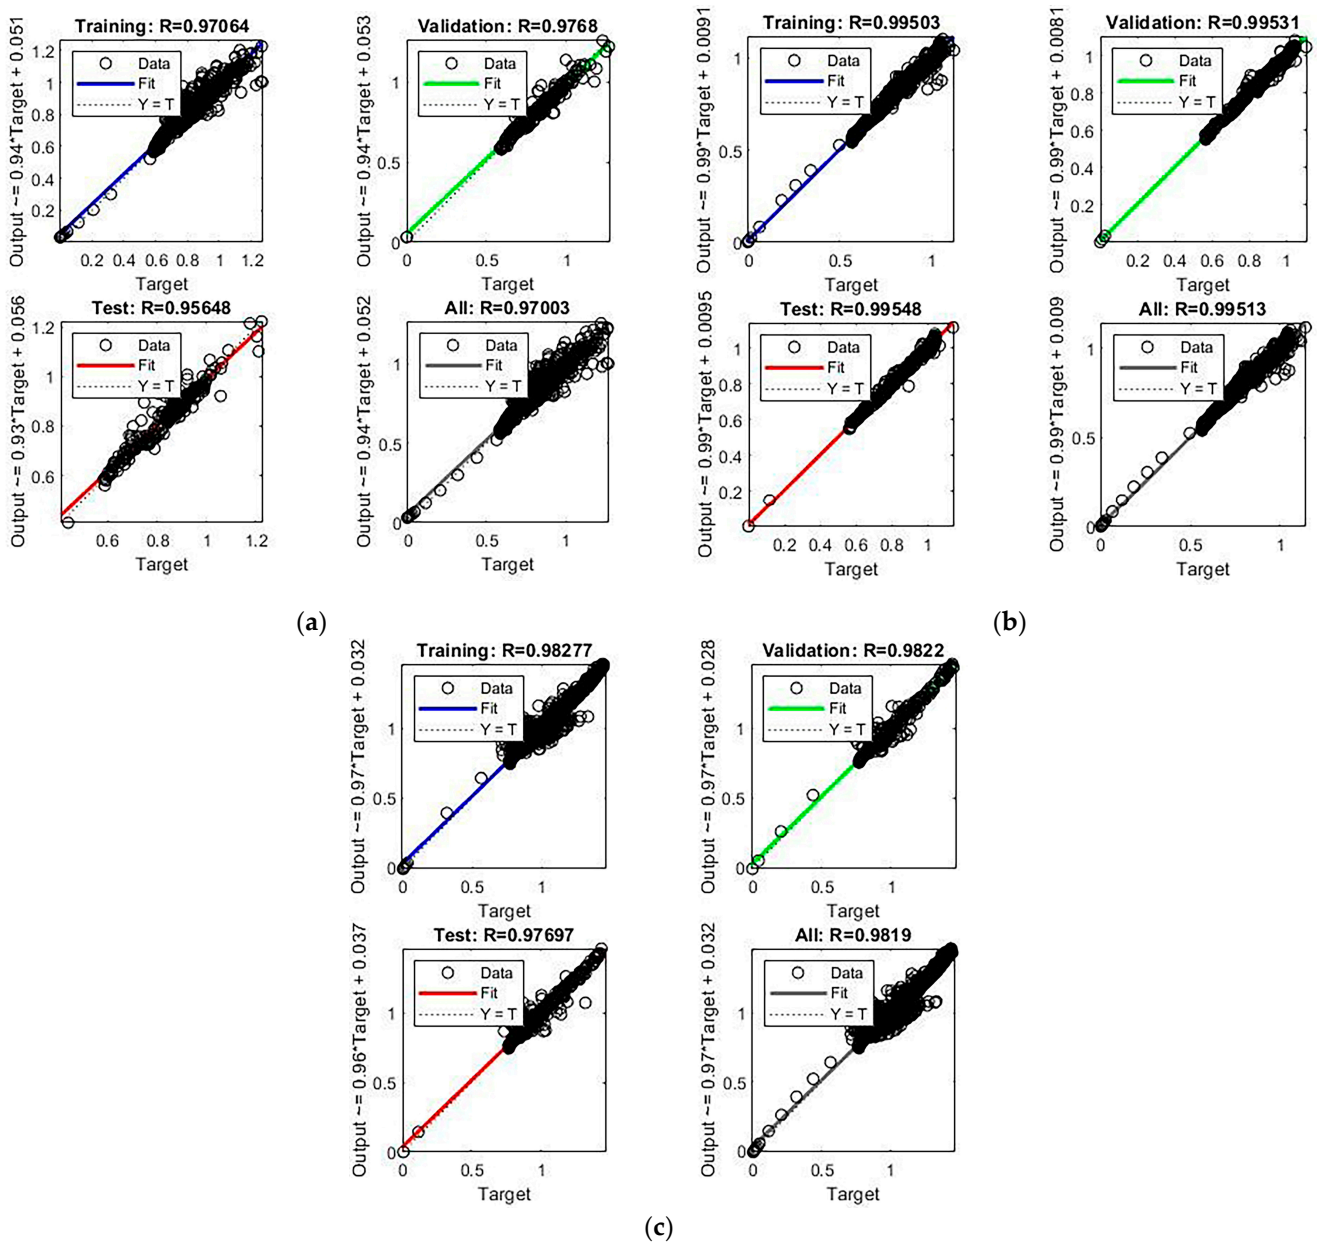 Training: R=0.97064
Output ~= 0.94*Target + 0.051
1.2
1
0.8
0.6
0.4
0.2
Data
Fit
Y = T
0.2 0.4 0.6 0.8 1 1.2
Target
Validation: R=0.9768
Output ~= 0.94*Target + 0.053
1
0.5
0
Data
Fit
Y = T
0 0.5 1
Target
Training: R=0.99503
Output ~= 0.99*Target + 0.0091
1
0.5
0
Data
Fit
Y = T
0 0.5 1
Target
Validation: R=0.99531
Output ~= 0.99*Target + 0.0081
1
0.8
0.6
0.4
0.2
Data
Fit
Y = T
0.2 0.4 0.6 0.8 1
Target
Test: R=0.95648
Output ~= 0.93*Target + 0.056
1.2
1
0.8
0.6
Data
Fit
Y = T
0.6 0.8 1 1.2
Target
All: R=0.97003
Output ~= 0.94*Target + 0.052
1
0.5
0
Data
Fit
Y = T
0 0.5 1
Target
Test: R=0.99548
Output ~= 0.99*Target + 0.0095
1
0.8
0.6
0.4
0.2
Data
Fit
Y = T
0.2 0.4 0.6 0.8 1
Target
All: R=0.99513
Output ~= 0.99*Target + 0.009
1
0.5
0
Data
Fit
Y = T
0 0.5 1
Target
(a)
(b)
Training: R=0.98277
Output ~= 0.97*Target + 0.032
1
0.5
0
Data
Fit
Y = T
0 0.5 1
Target
Validation: R=0.9822
Output ~= 0.97*Target + 0.028
1
0.5
0
Data
Fit
Y = T
0 0.5 1
Target
Test: R=0.97697
Output ~= 0.96*Target + 0.037
1
0.5
0
Data
Fit
Y = T
0 0.5 1
Target
All: R=0.9819
Output ~= 0.97*Target + 0.032
1
0.5
0
Data
Fit
Y = T
0 0.5 1
Target
(c)